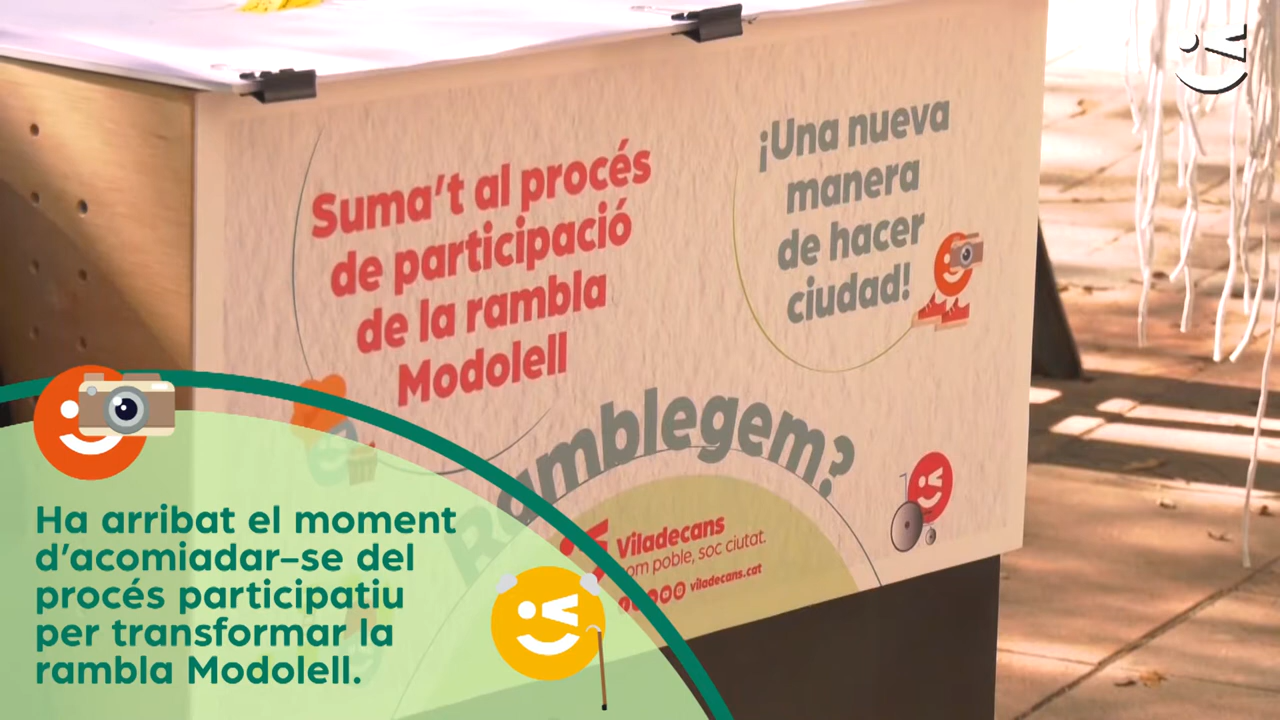 Suma't al procés
de participació
de la rambla
Modolell
¡Una nueva
manera
de hacer
ciudad!
Ramblegem?
Viladecans
om poble, soc ciutat.
viladecans.cat
Ha arribat el moment
d'acomiadar-se del
procés participatiu
per transformar la
rambla Modolell.